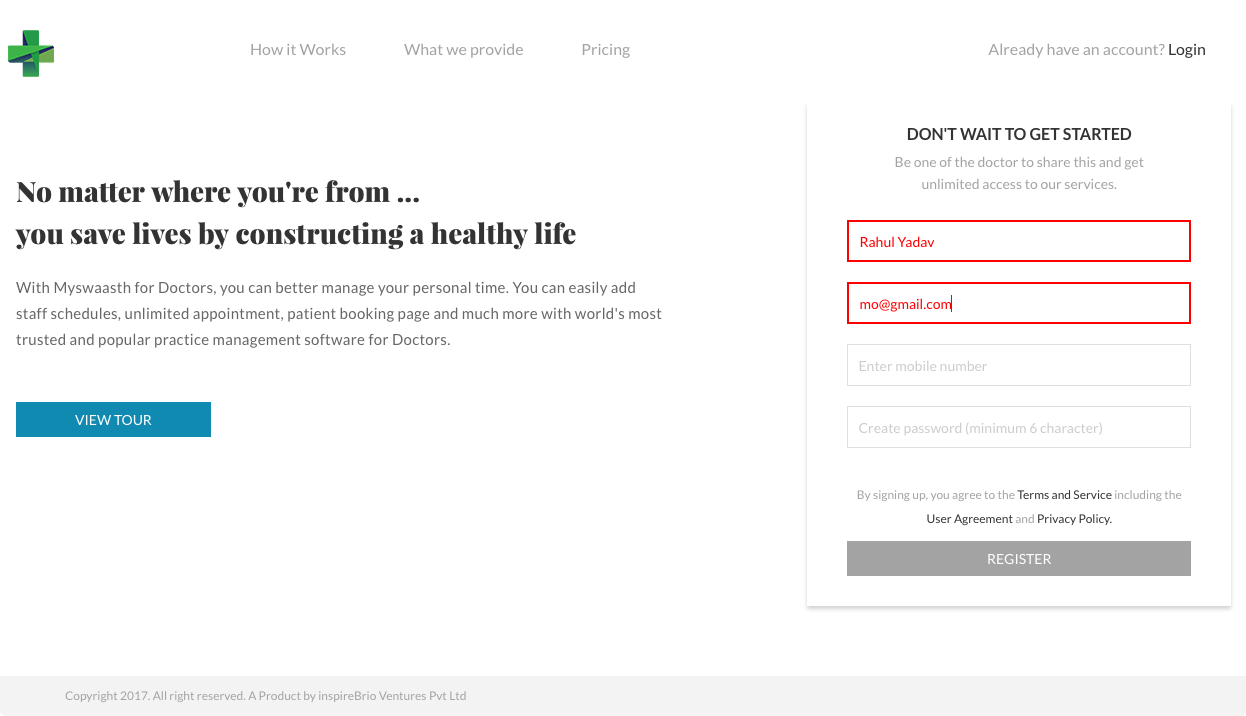 How it Works
What we provide
Pricing
Already have an account? Login
No matter where you're from ...
you save lives by constructing a healthy life
With Myswaasth for Doctors, you can better manage your personal time. You can easily add
staff schedules, unlimited appointment, patient booking page and much more with world's most
trusted and popular practice management software for Doctors.
VIEW TOUR
DON'T WAIT TO GET STARTED
Be one of the doctor to share this and get
unlimited access to our services.
Rahul Yadav
mo@gmail.com
Enter mobile number
Create password (minimum 6 character)
By signing up, you agree to the Terms and Service including the
User Agreement and Privacy Policy.
REGISTER
Copyright 2017. All right reserved. A Product by inspireBrio Ventures Pvt Ltd